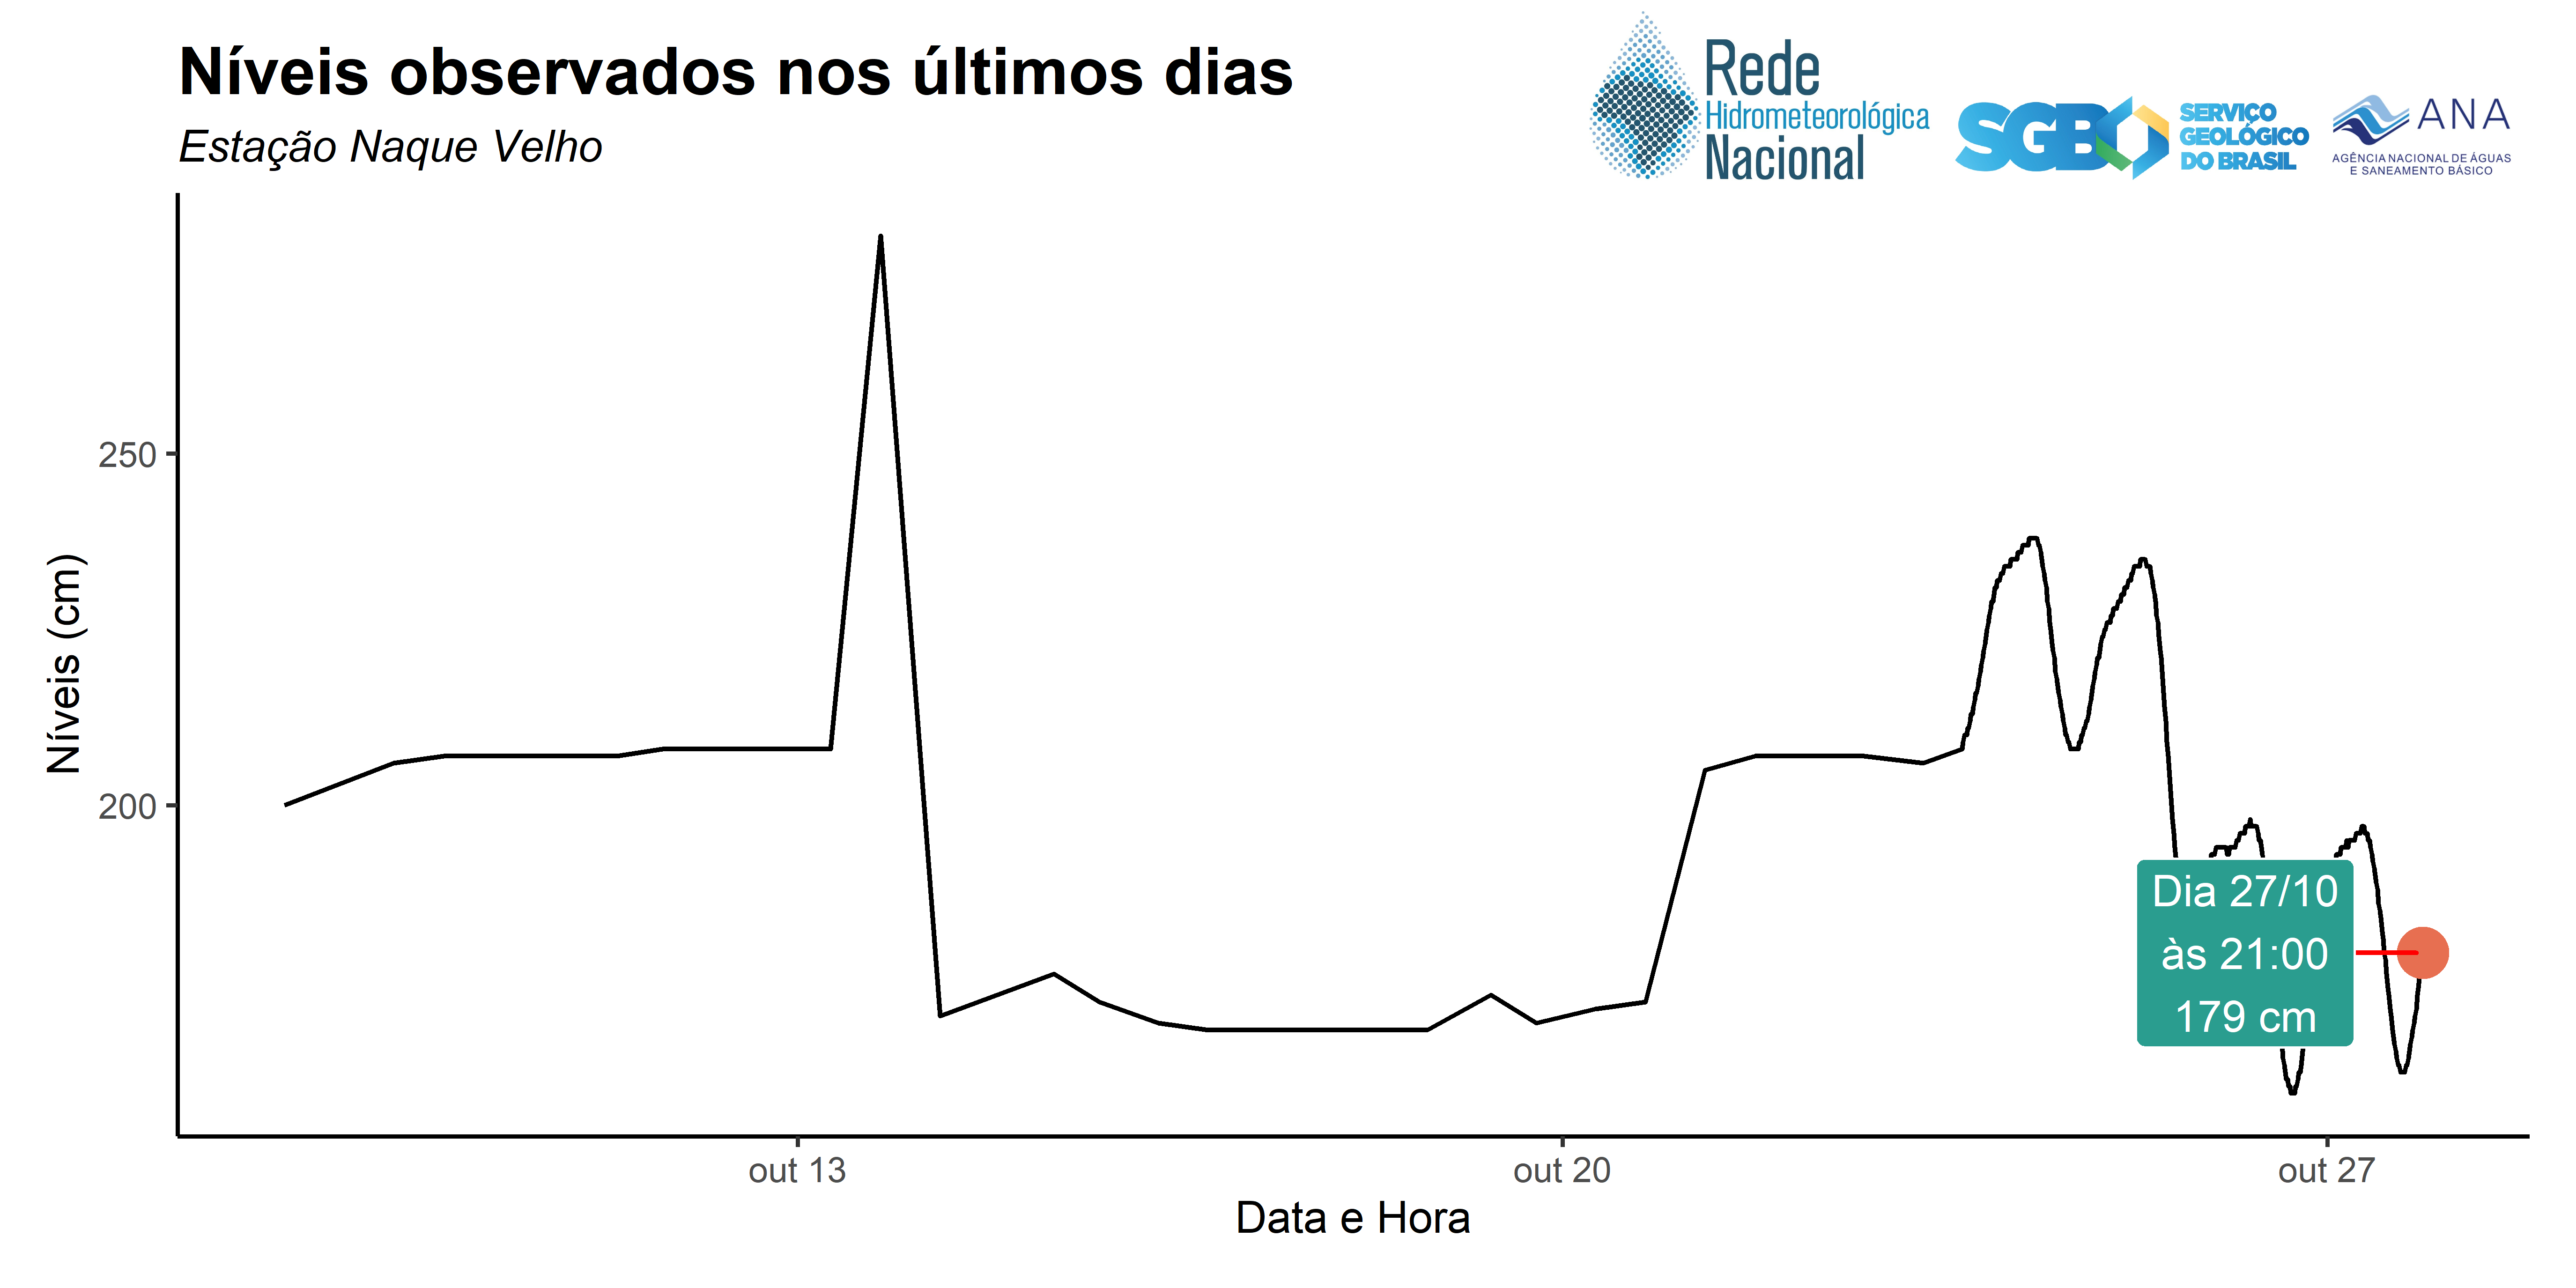 Níveis observados nos últimos dias
Estação Naque Velho
Rede
Hidrometeorológica
Nacional
SGB
SERVIÇO
GEOLÓGICO
DO BRASIL
ANA
AGÊNCIA NACIONAL DE ÁGUAS
E SANEAMENTO BÁSICO
Níveis (cm)
250
200
Dia 27/10
às 21:00
179 cm
out 13
out 20
out 27
Data e Hora